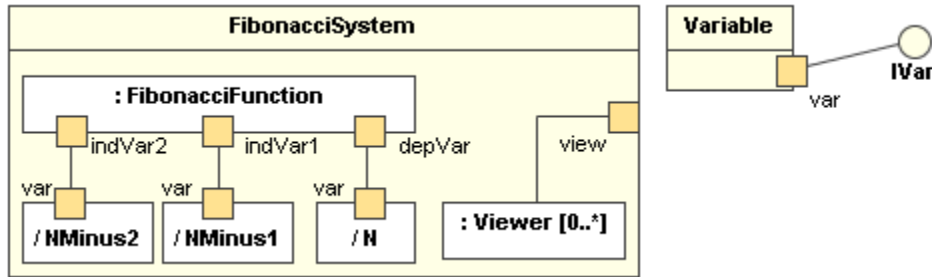 FibonacciSystem
Variable
IVar
var
: FibonacciFunction
indVar2
indVar1
depVar
view
var
var
var
/ NMinus2
/ NMinus1
/ N
: Viewer [0..*]